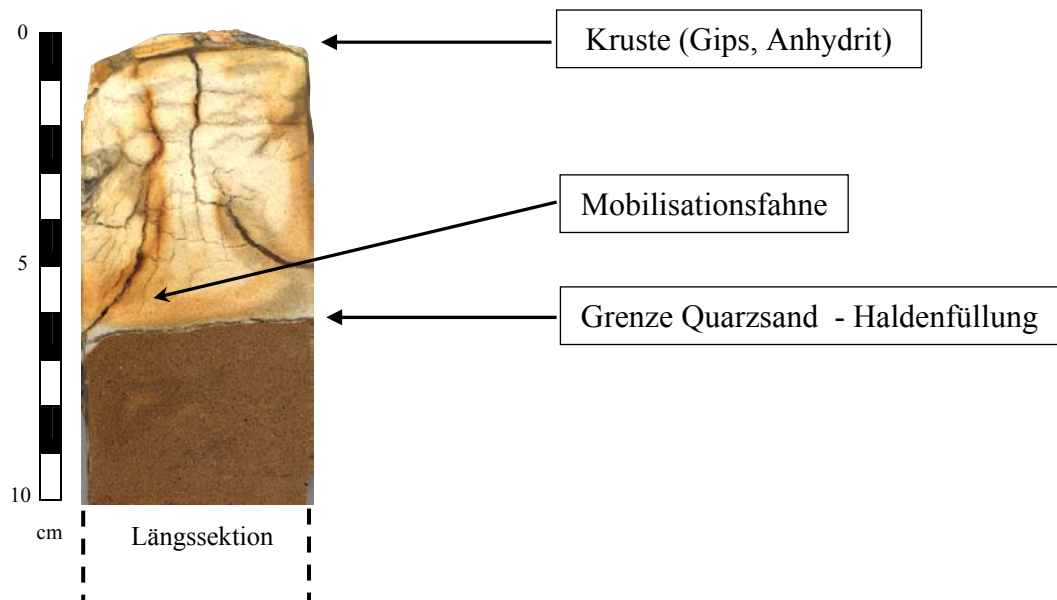 0
Kruste (Gips, Anhydrit)
Mobilisationsfahne
5
Grenze Quarzsand - Haldenfüllung
10
cm
Längssektion